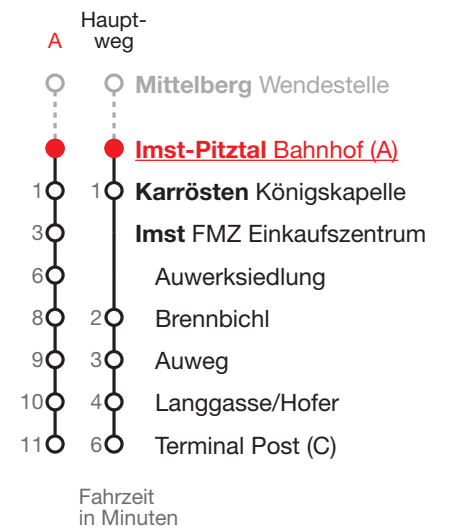 Haupt-
A weg
Mittelberg Wendestelle
Imst-Pitztal Bahnhof (A)
1 1 Karrösten Königskapelle
3 Imst FMZ Einkaufszentrum
6 Auwerksiedlung
8 2 Brennbichl
9 3 Auweg
10 4 Langgasse/Hofer
11 6 Terminal Post (C)
Fahrzeit
in Minuten